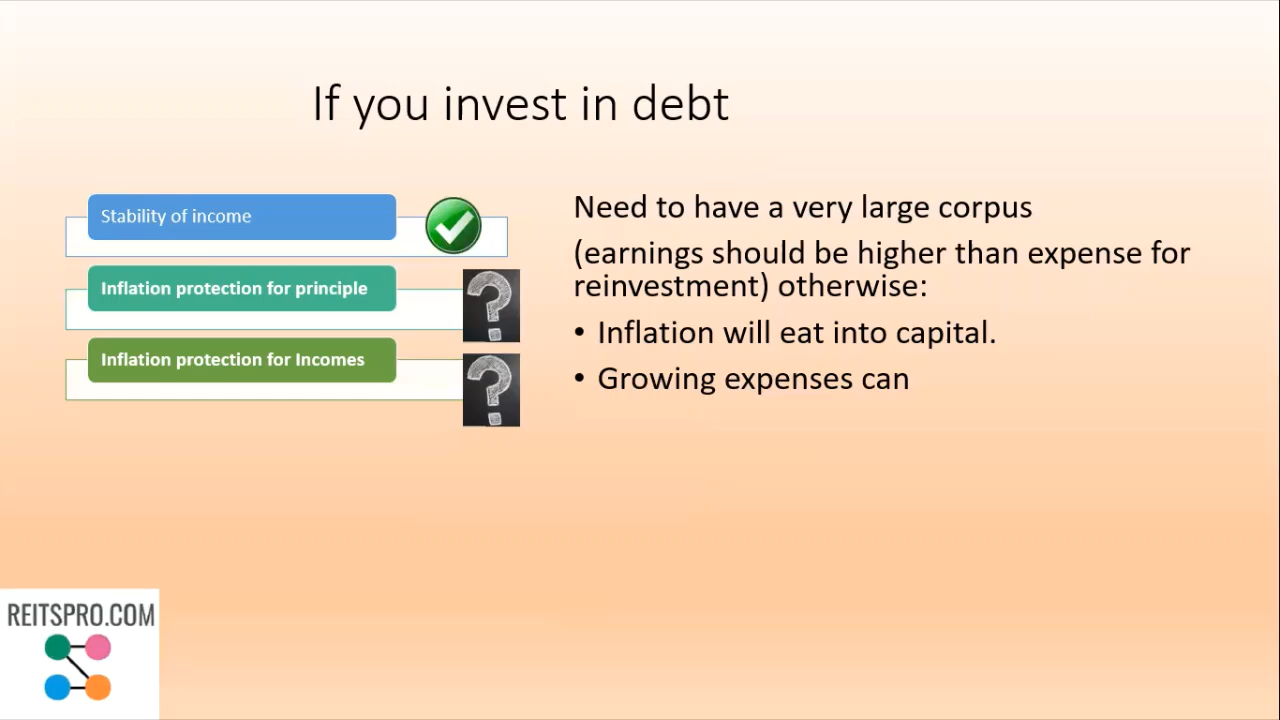 If you invest in debt
Stability of income
Inflation protection for principle
Inflation protection for Incomes
Need to have a very large corpus
(earnings should be higher than expense for
reinvestment) otherwise:
• Inflation will eat into capital.
• Growing expenses can
REITSPRO.COM